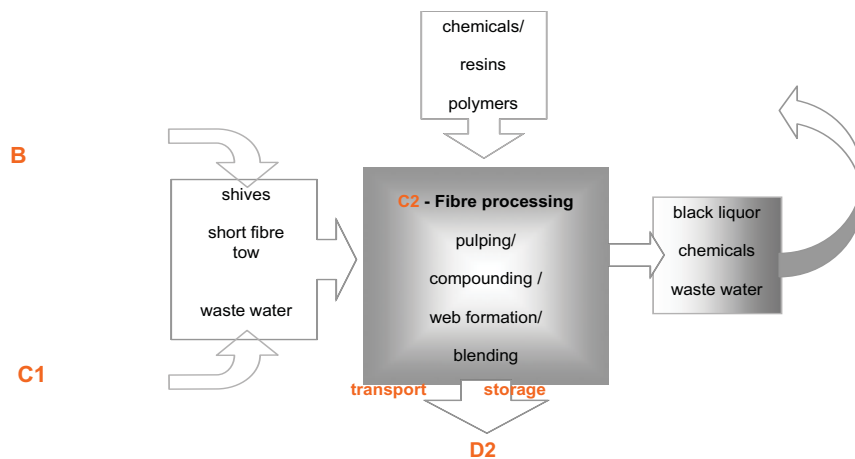 chemicals/
resins
polymers
B
shives
short fibre
tow
waste water
C1
C2 - Fibre processing
pulping/
compounding /
web formation/
blending
transport storage
D2
black liquor
chemicals
waste water